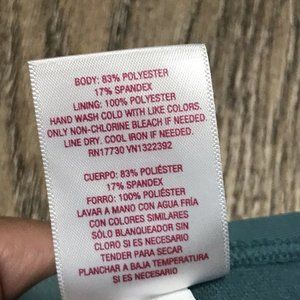 BODY: 83% POLYESTER
17% SPANDEX
LINING: 100% POLYESTER
HAND WASH COLD WITH LIKE COLORS.
ONLY NON-CHLORINE BLEACH IF NEEDED.
LINE DRY. COOL IRON IF NEEDED.
RN17730 VN1322392
CUERPO: 83% POLIÉSTER
17% SPANDEX
FORRO: 100% POLIÉSTER
LAVAR A MANO CON AGUA FRÍA
CON COLORES SIMILARES
SÓLO BLANQUEADOR SIN
CLORO SI ES NECESARIO
TENDER PARA SECAR
PLANCHAR A BAJA TEMPERATURA
SI ES NECESARIO